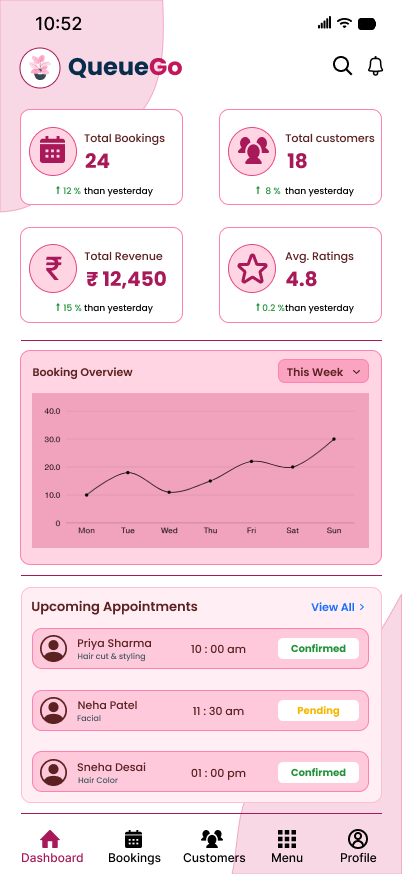 10:52
QueueGo
Total Bookings
24
↑ 12 % than yesterday
Total customers
18
↑ 8 % than yesterday
Total Revenue
₹ 12,450
↑ 15 % than yesterday
Avg. Ratings
4.8
↑ 0.2 % than yesterday
Booking Overview
This Week
40.0
30.0
20.0
10.0
0
Mon Tue Wed Thu Fri Sat Sun
Upcoming Appointments
View All >
Priya Sharma
Hair cut & styling
10 : 00 am
Confirmed
Neha Patel
Facial
11 : 30 am
Pending
Sneha Desai
Hair Color
01 : 00 pm
Confirmed
Dashboard Bookings Customers Menu Profile